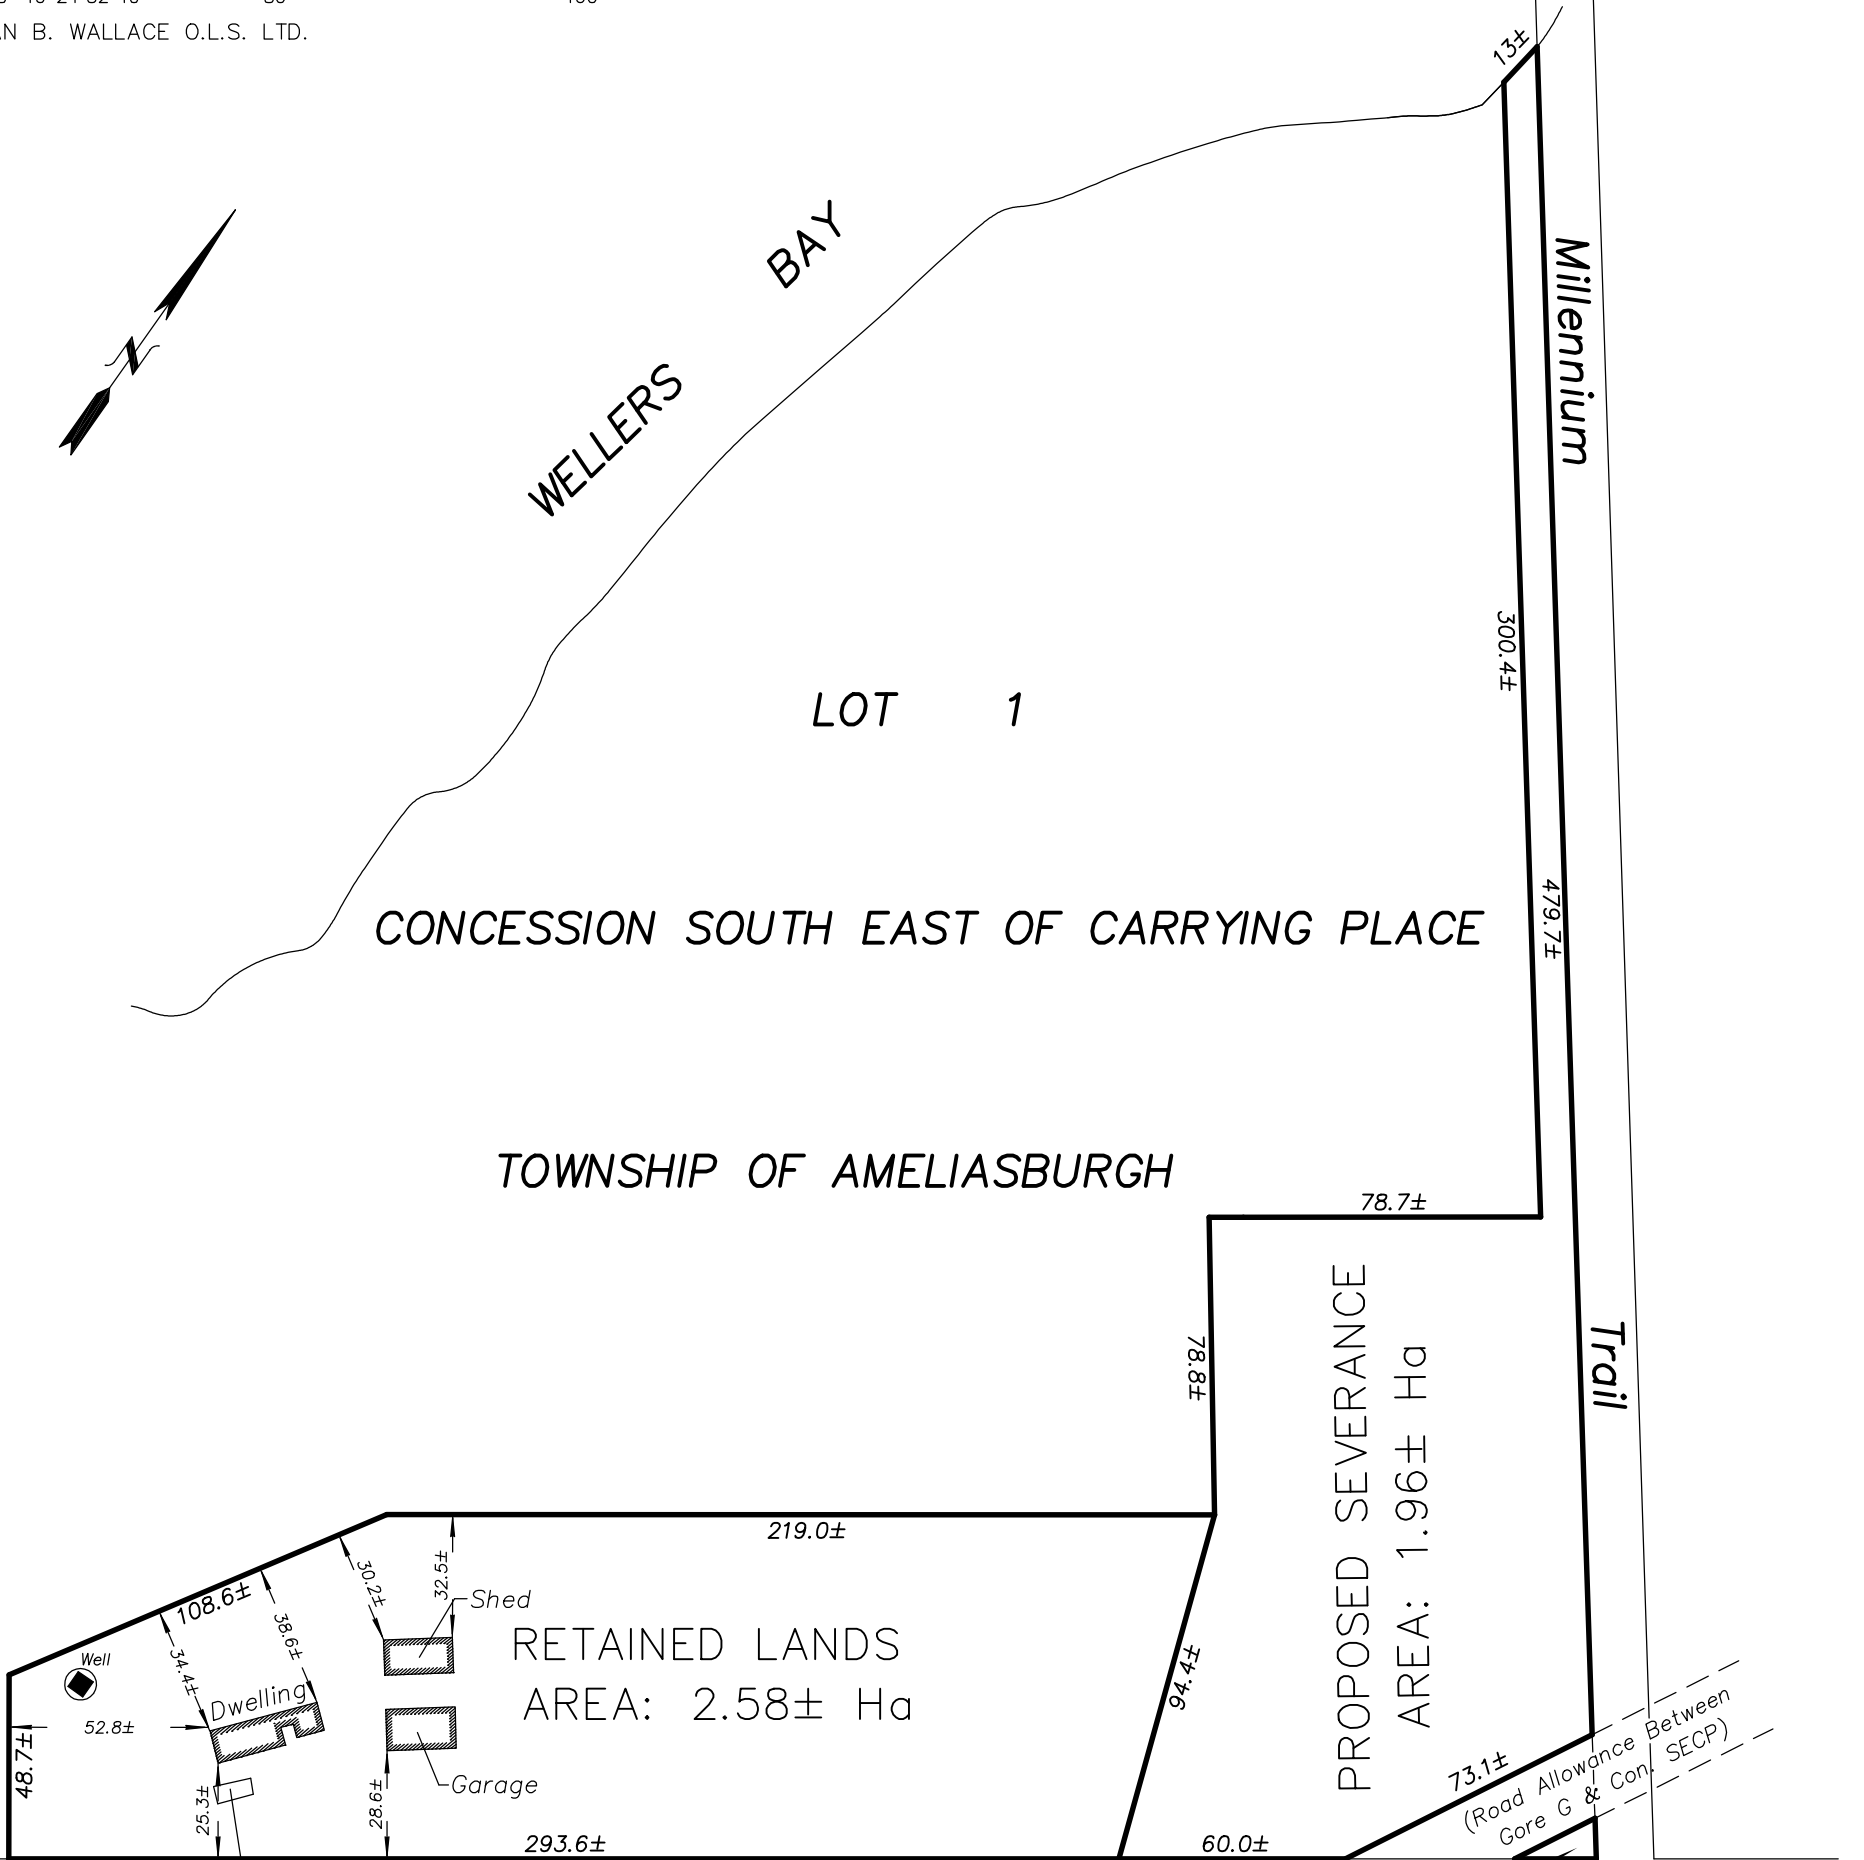 AN B. WALLACE O.L.S. LTD.
13±
N
WELLERS BAY
Millennium
300.4±
LOT 1
479.7±
CONCESSION SOUTH EAST OF CARRYING PLACE
TOWNSHIP OF AMELIASBURGH
78.7±
78.8±
Trail
PROPOSED SEVERANCE
AREA: 1.96± Ha
219.0±
108.6±
30.2±
32.5±
Shed
38.6±
34.4±
Well
RETAINED LANDS
AREA: 2.58± Ha
94.4±
Dwelling
52.8±
48.7±
25.3±
28.6±
Garage
73.1±
(Road Allowance Between
Gore G & Con. SECP)
293.6±
60.0±